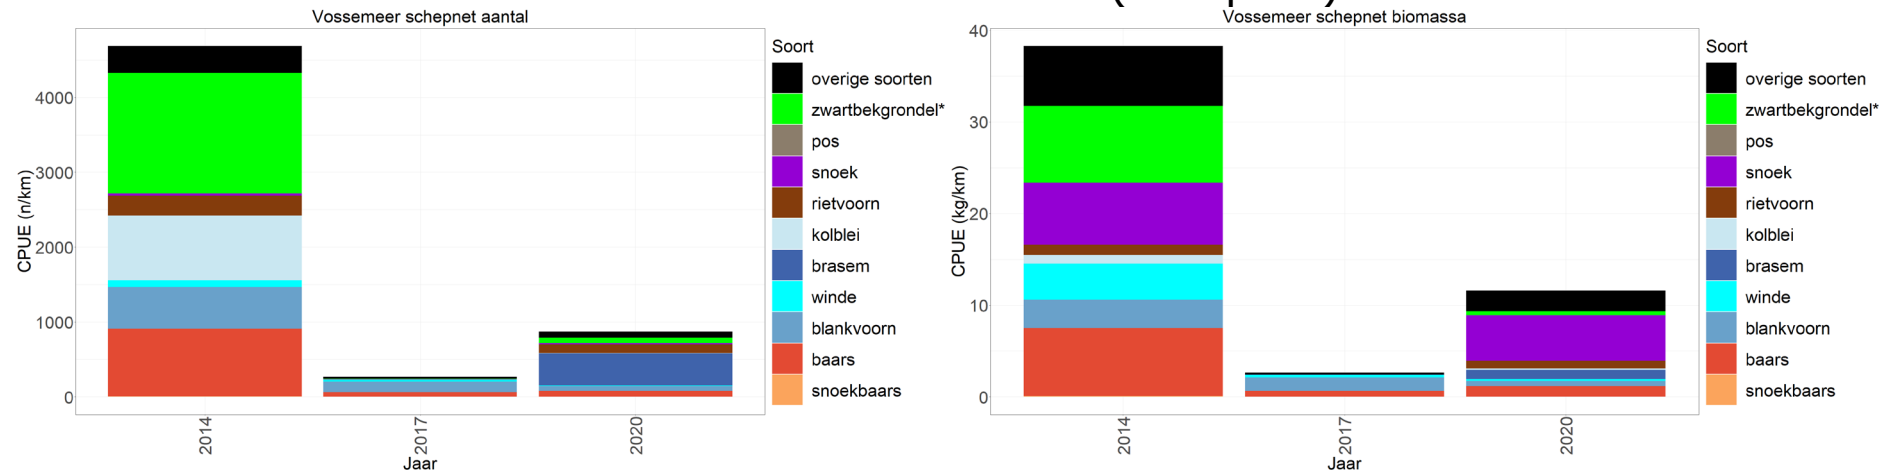 Vossemeer schepnet aantal
CPUE (n/km)
4000
3000
2000
1000
0
2014
2017
2020
Jaar
Soort
overige soorten
zwartbekgrondel*
pos
snoek
rietvoorn
kolblei
brasem
winde
blankvoorn
baars
snoekbaars
Vossemeer schepnet biomassa
CPUE (kg/km)
40
30
20
10
0
2014
2017
2020
Jaar
Soort
overige soorten
zwartbekgrondel*
pos
snoek
rietvoorn
kolblei
brasem
winde
blankvoorn
baars
snoekbaars